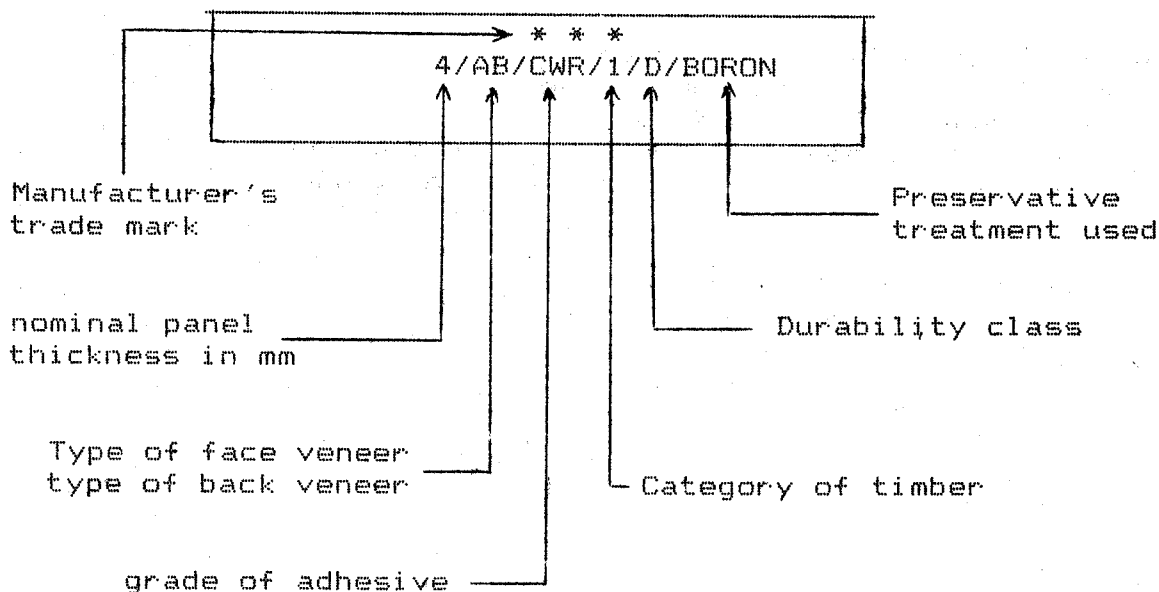 * * *
4/AB/CWR/1/D/BORON
Manufacturer's
trade mark
Preservative
treatment used
nominal panel
thickness in mm
Durability class
Type of face veneer
type of back veneer
Category of timber
grade of adhesive